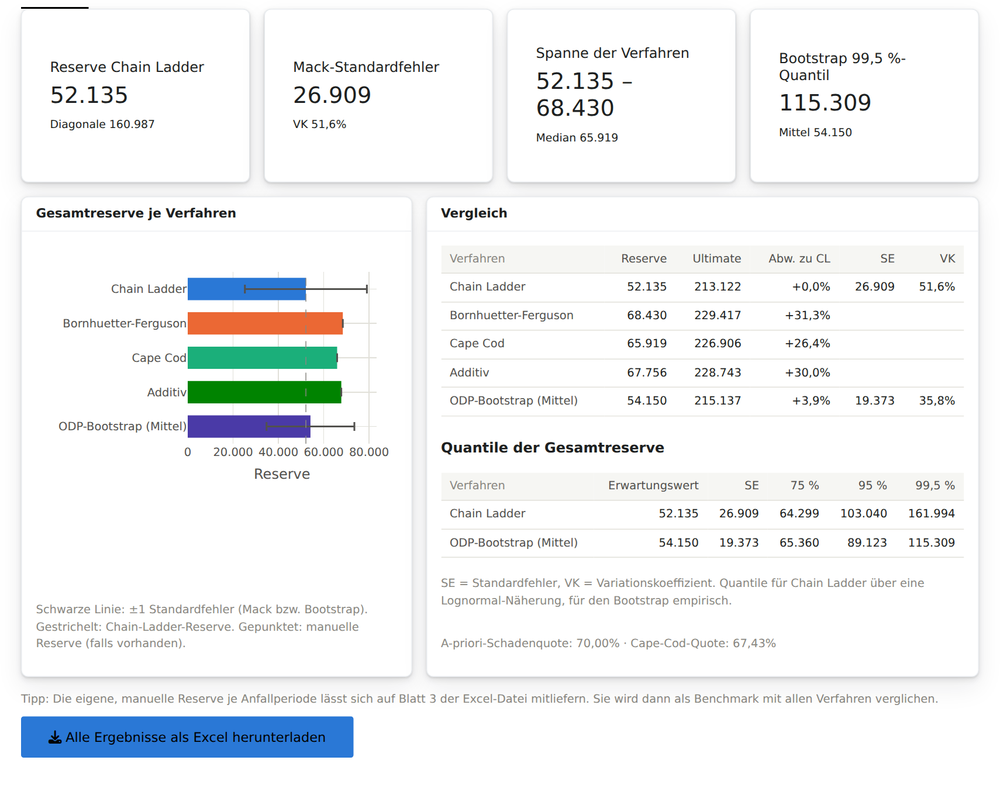 Reserve Chain Ladder
52.135
Diagonale 160.987
Mack-Standardfehler
26.909
VK 51,6%
Spanne der Verfahren
52.135 –
68.430
Median 65.919
Bootstrap 99,5 %-
Quantil
115.309
Mittel 54.150
Gesamtreserve je Verfahren
Chain Ladder
Bornhuetter-Ferguson
Cape Cod
Additiv
ODP-Bootstrap (Mittel)
0 20.000 40.000 60.000 80.000
Reserve
Schwarze Linie: ±1 Standardfehler (Mack bzw. Bootstrap).
Gestrichelt: Chain-Ladder-Reserve. Gepunktet: manuelle
Reserve (falls vorhanden).
Vergleich
Verfahren Reserve Ultimate Abw. zu CL SE VK
Chain Ladder 52.135 213.122 +0,0% 26.909 51,6%
Bornhuetter-Ferguson 68.430 229.417 +31,3%
Cape Cod 65.919 226.906 +26,4%
Additiv 67.756 228.743 +30,0%
ODP-Bootstrap (Mittel) 54.150 215.137 +3,9% 19.373 35,8%
Quantile der Gesamtreserve
Verfahren Erwartungswert SE 75 % 95 % 99,5 %
Chain Ladder 52.135 26.909 64.299 103.040 161.994
ODP-Bootstrap (Mittel) 54.150 19.373 65.360 89.123 115.309
SE = Standardfehler, VK = Variationskoeffizient. Quantile für Chain Ladder über eine
Lognormal-Näherung, für den Bootstrap empirisch.
A-priori-Schadenquote: 70,00% · Cape-Cod-Quote: 67,43%
Tipp: Die eigene, manuelle Reserve je Anfallperiode lässt sich auf Blatt 3 der Excel-Datei mitliefern. Sie wird dann als Benchmark mit allen Verfahren verglichen.
Alle Ergebnisse als Excel herunterladen